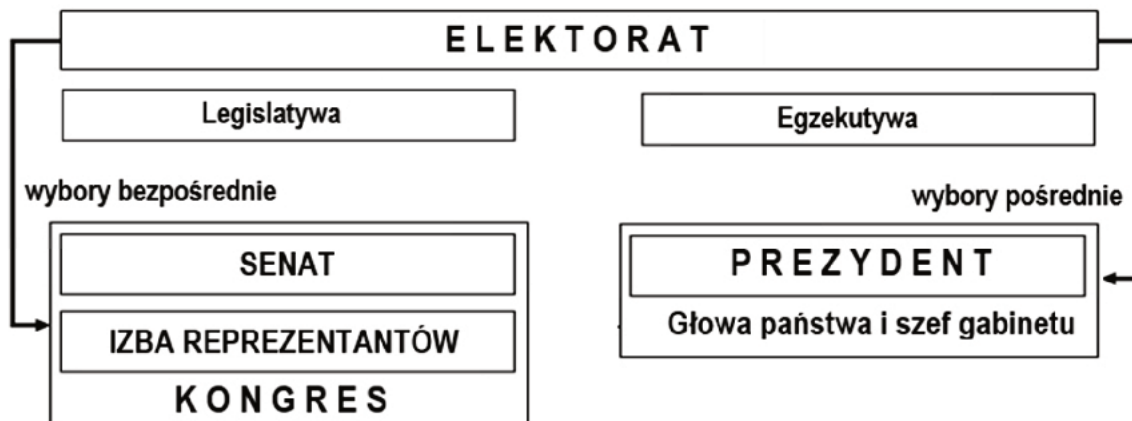 ELEKTORAT
Legislatywa
Egzekutywa
wybory bezpośrednie
wybory pośrednie
SENAT
IZBA REPREZENTANTÓW
KONGRES
PREZYDENT
Głowa państwa i szef gabinetu